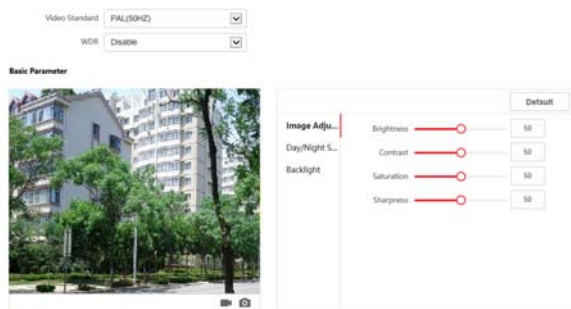 Video Standard PAL(50HZ)
WDR Disable
Basic Parameter
Default
Image Adju...
Day/Night S...
Backlight
Brightness 50
Contrast 50
Saturation 50
Sharpness 50